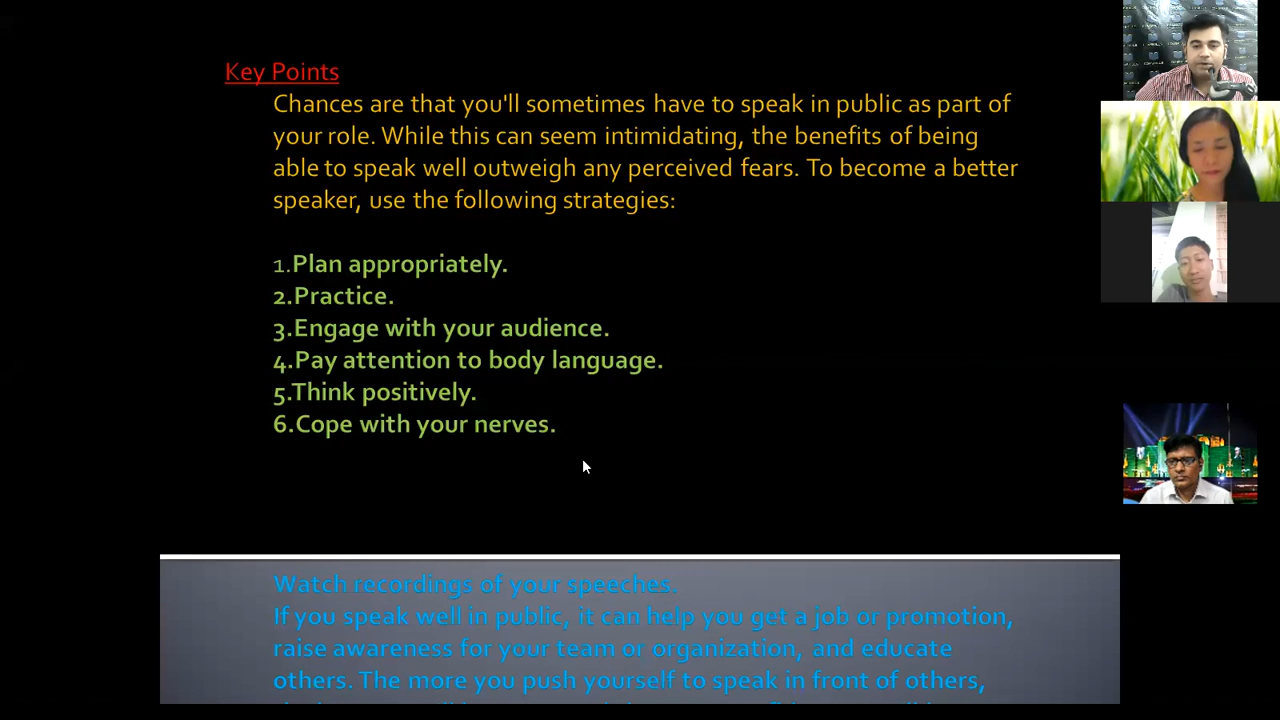 Key Points
Chances are that you'll sometimes have to speak in public as part of
your role. While this can seem intimidating, the benefits of being
able to speak well outweigh any perceived fears. To become a better
speaker, use the following strategies:
1.Plan appropriately.
2.Practice.
3.Engage with your audience.
4.Pay attention to body language.
5.Think positively.
6.Cope with your nerves.
Watch recordings of your speeches.
If you speak well in public, it can help you get a job or promotion,
raise awareness for your team or organization, and educate
others. The more you push yourself to speak in front of others,